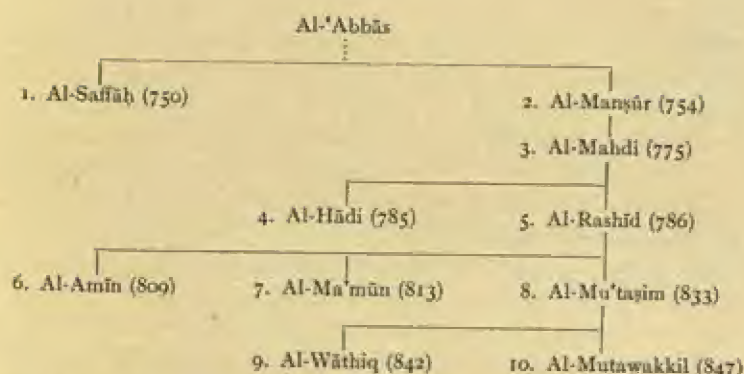 Al-‘Abbās
1. Al-Saffāḥ (750) 2. Al-Manṣûr (754)
3. Al-Mahdi (775)
4. Al-Hādi (785) 5. Al-Rashīd (786)
6. Al-Amīn (809) 7. Al-Ma’mūn (813) 8. Al-Mu‘taṣim (833)
9. Al-Wāthiq (842) 10. Al-Mutawakkil (847)